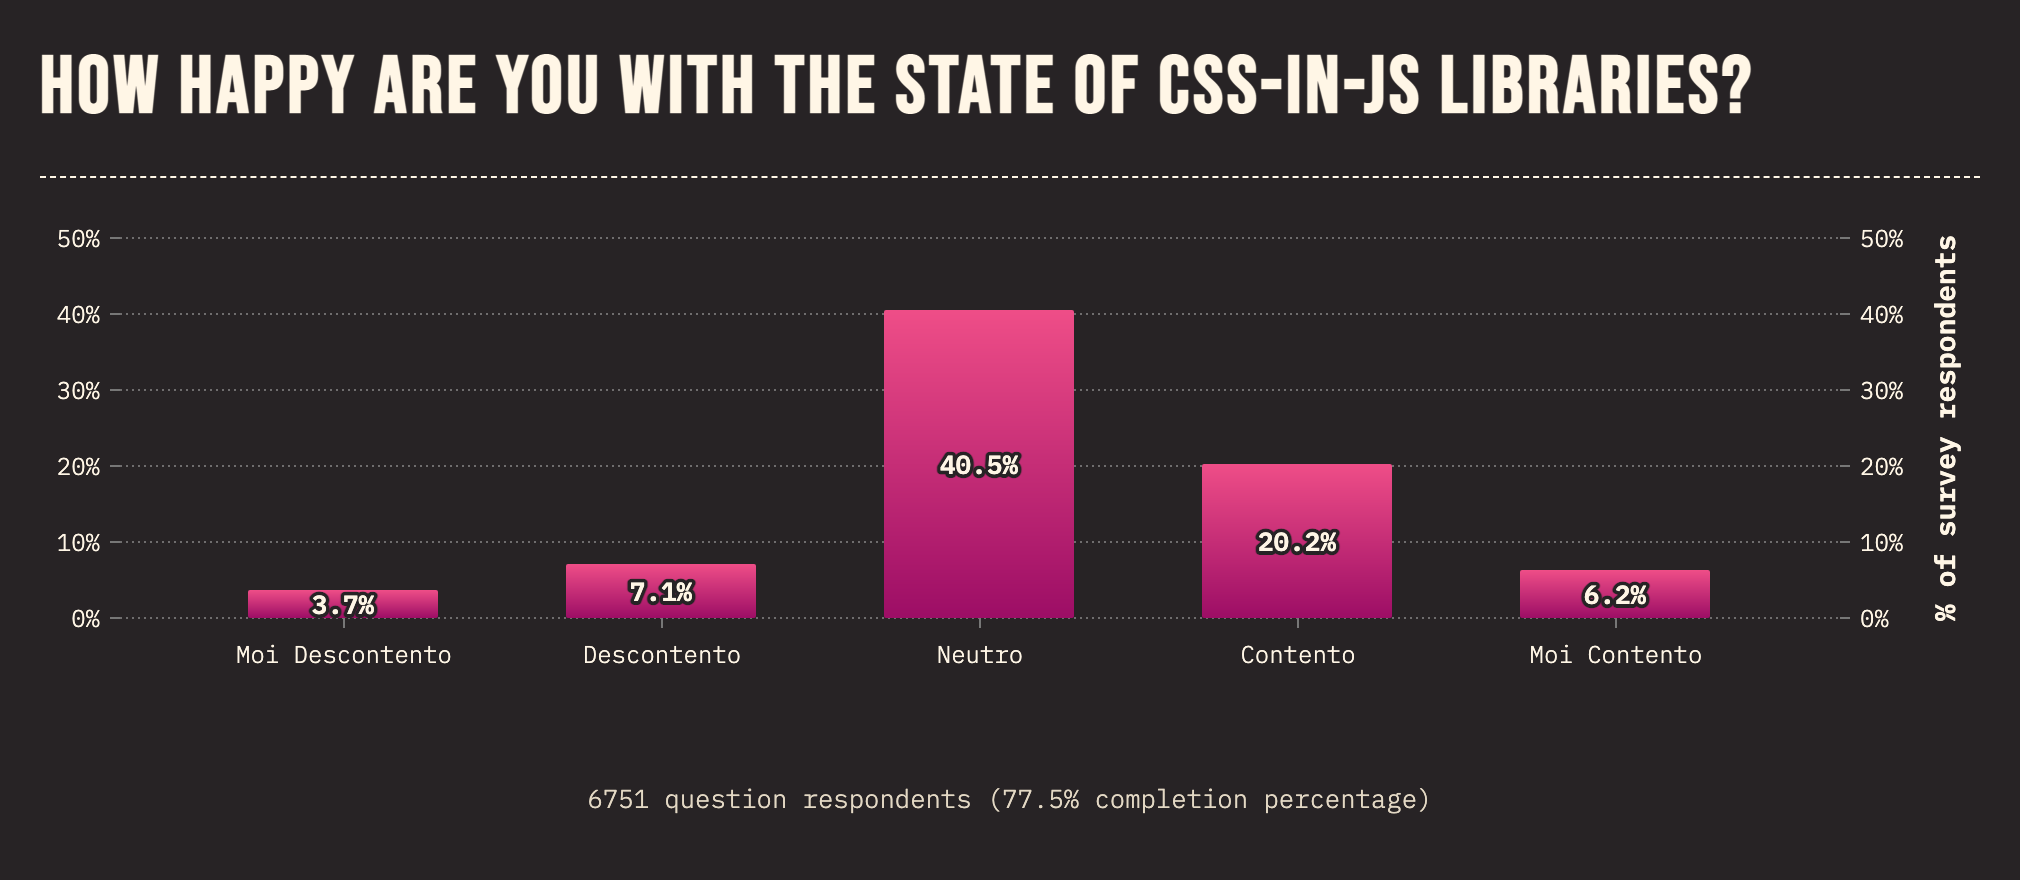 HOW HAPPY ARE YOU WITH THE STATE OF CSS-IN-JS LIBRARIES?
50% 50%
40% 40%
30% 30%
20% 20%
10% 10%
0% 0%
% of survey respondents
3.7% 7.1% 40.5% 20.2% 6.2%
Moi Descontento Descontento Neutro Contento Moi Contento
6751 question respondents (77.5% completion percentage)